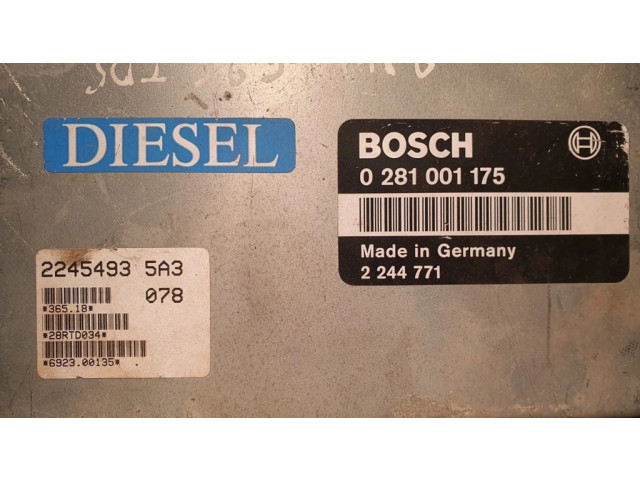 DIESEL
BOSCH
0 281 001 175
Made in Germany
2 244 771
2245493 5A3
078
*365.18*
*28RTD034*
*6923.00135*